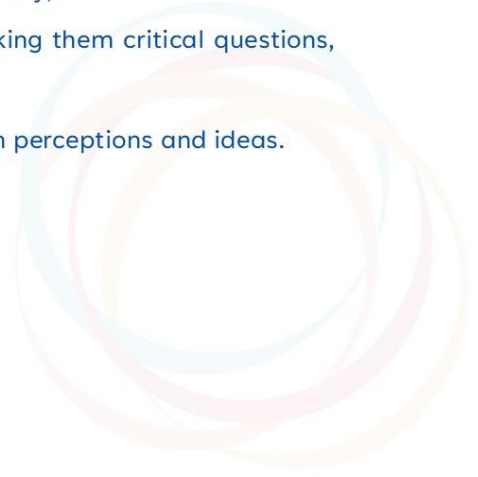 king them critical questions,
perceptions and ideas.